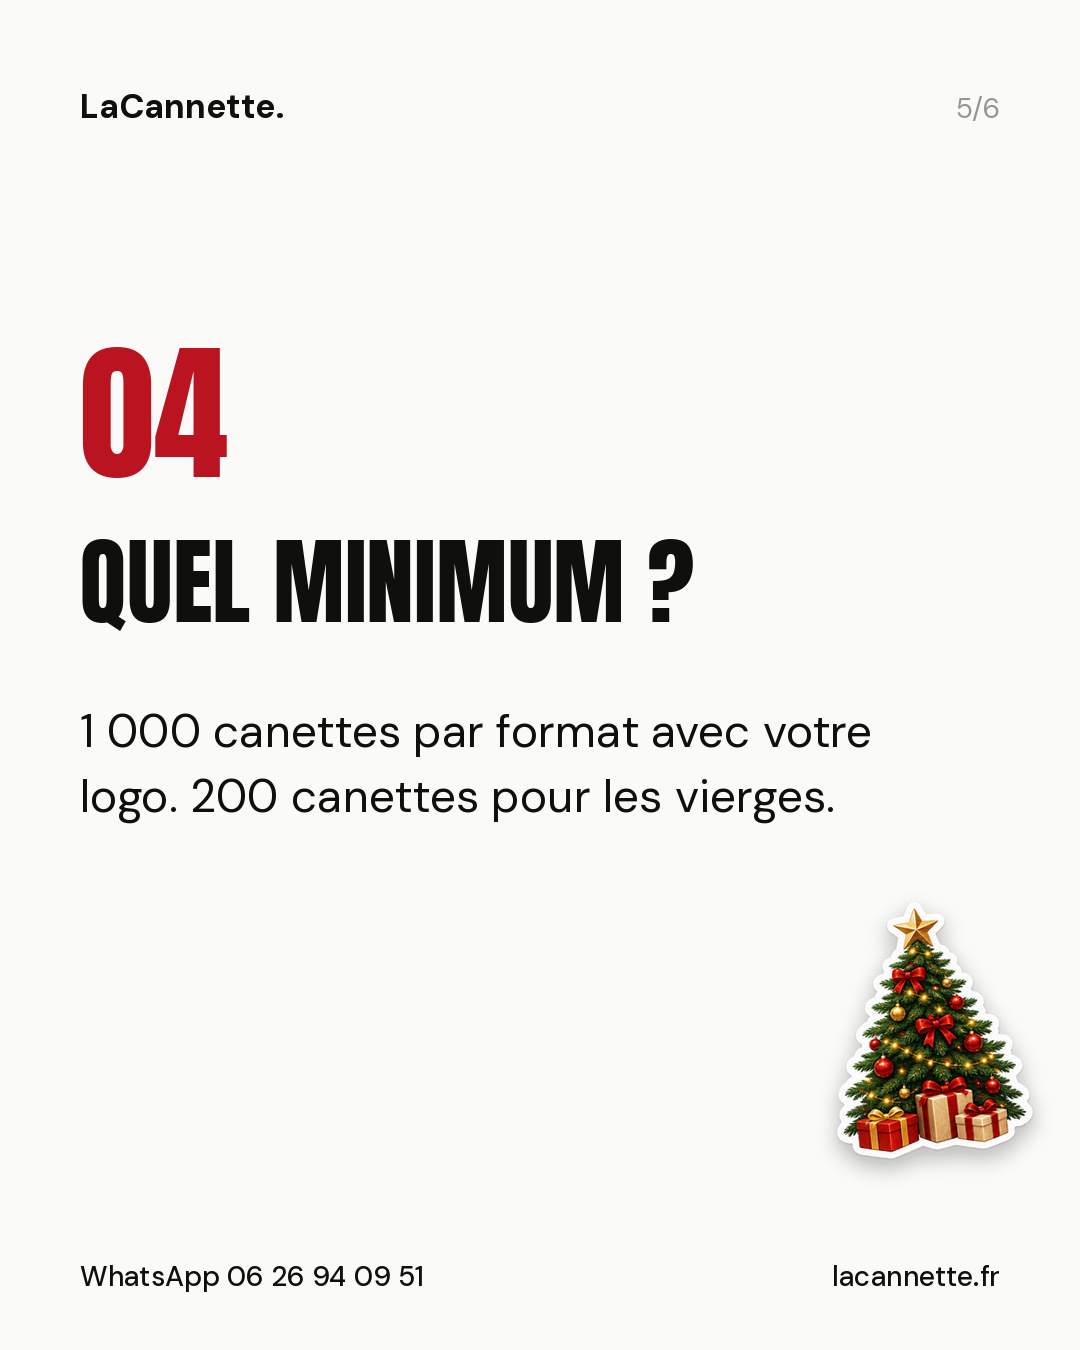 LaCannette.
5/6
04
QUEL MINIMUM ?
1 000 canettes par format avec votre
logo. 200 canettes pour les vierges.
WhatsApp 06 26 94 09 51
lacannette.fr